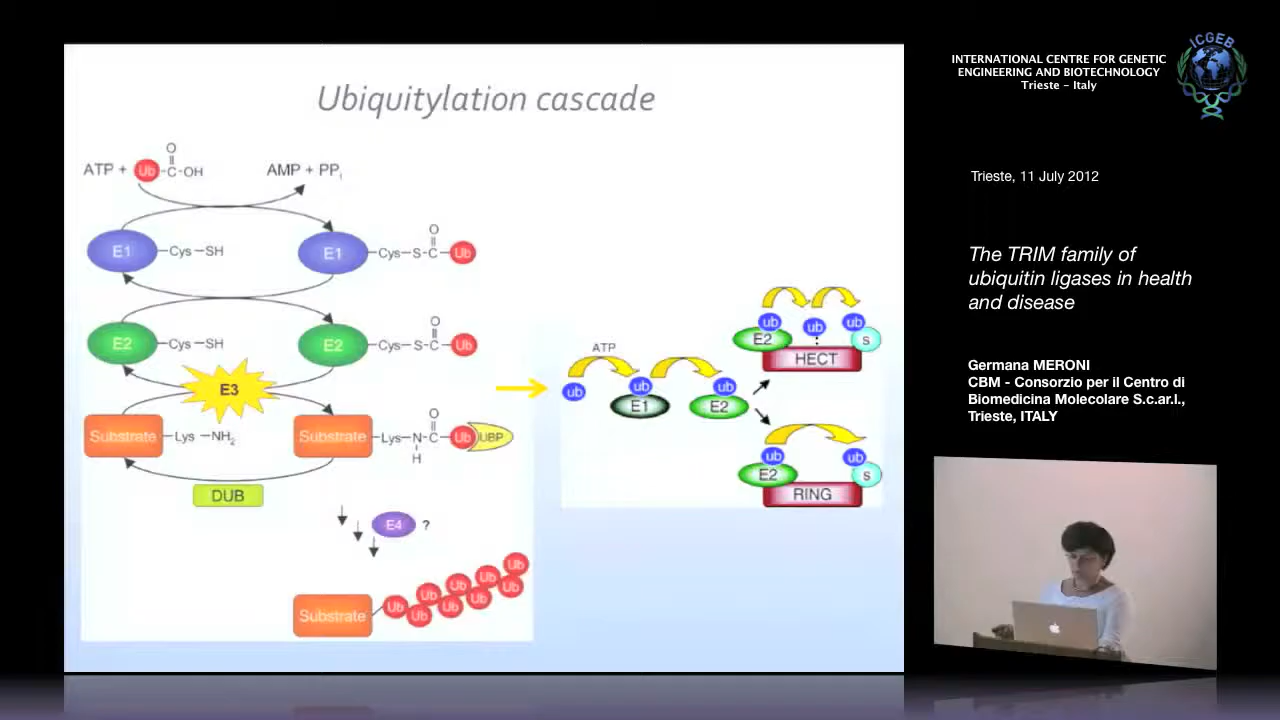 Ubiquitylation cascade
ATP + Ub -C-OH
O
AMP + PPi
E1 Cys SH
E1 Cys S C Ub
O
E2 Cys SH
E2 Cys S C Ub
O
E3
Substrate Lys NH2
Substrate Lys N C Ub UBP
O
H
DUB
E4 ?
Substrate Ub Ub Ub Ub Ub Ub Ub Ub Ub
ATP
ub
ub
E1
ub
E2
ub
E2
ub
ub
S
HECT
ub
E2
ub
S
RING
ICGEB
INTERNATIONAL CENTRE FOR GENETIC
ENGINEERING AND BIOTECHNOLOGY
Trieste - Italy
Trieste, 11 July 2012
The TRIM family of
ubiquitin ligases in health
and disease
Germana MERONI
CBM - Consorzio per il Centro di
Biomedicina Molecolare S.c.ar.l.,
Trieste, ITALY